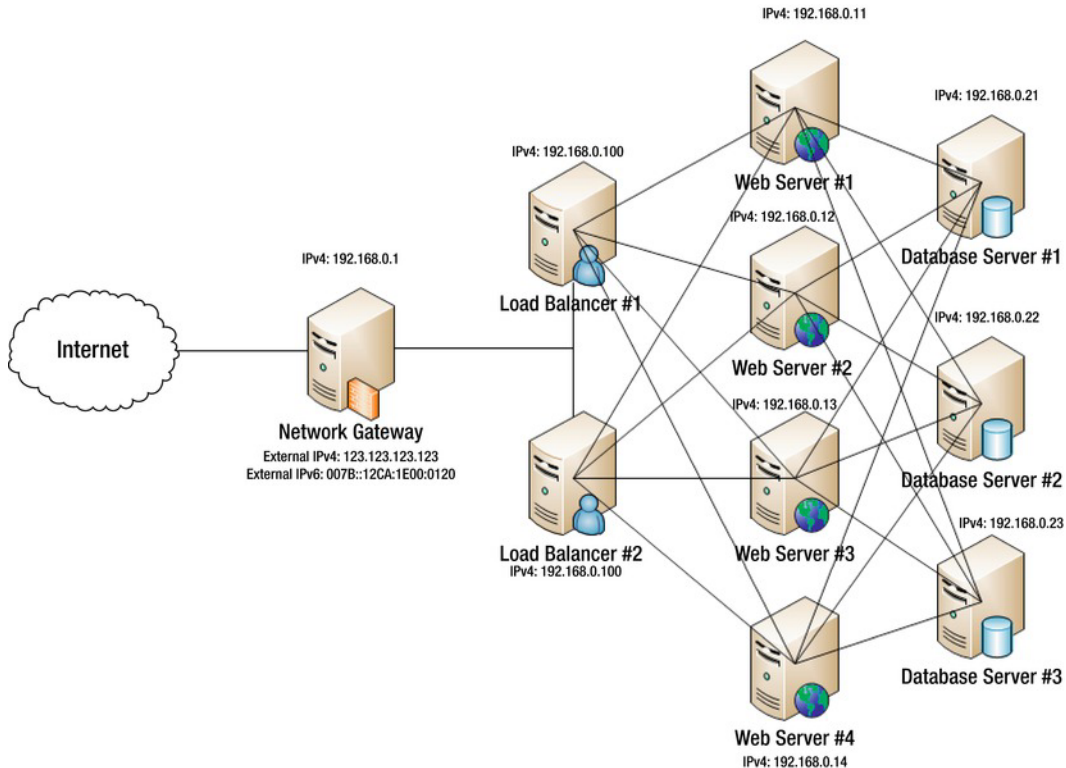 IPv4: 192.168.0.11
Web Server #1
IPv4: 192.168.0.21
Database Server #1
IPv4: 192.168.0.100
Load Balancer #1
IPv4: 192.168.0.12
Web Server #2
IPv4: 192.168.0.1
Internet
Network Gateway
External IPv4: 123.123.123.123
External IPv6: 007B::12CA:1E00:0120
IPv4: 192.168.0.22
Database Server #2
IPv4: 192.168.0.13
Web Server #3
Load Balancer #2
IPv4: 192.168.0.100
IPv4: 192.168.0.23
Database Server #3
Web Server #4
IPv4: 192.168.0.14